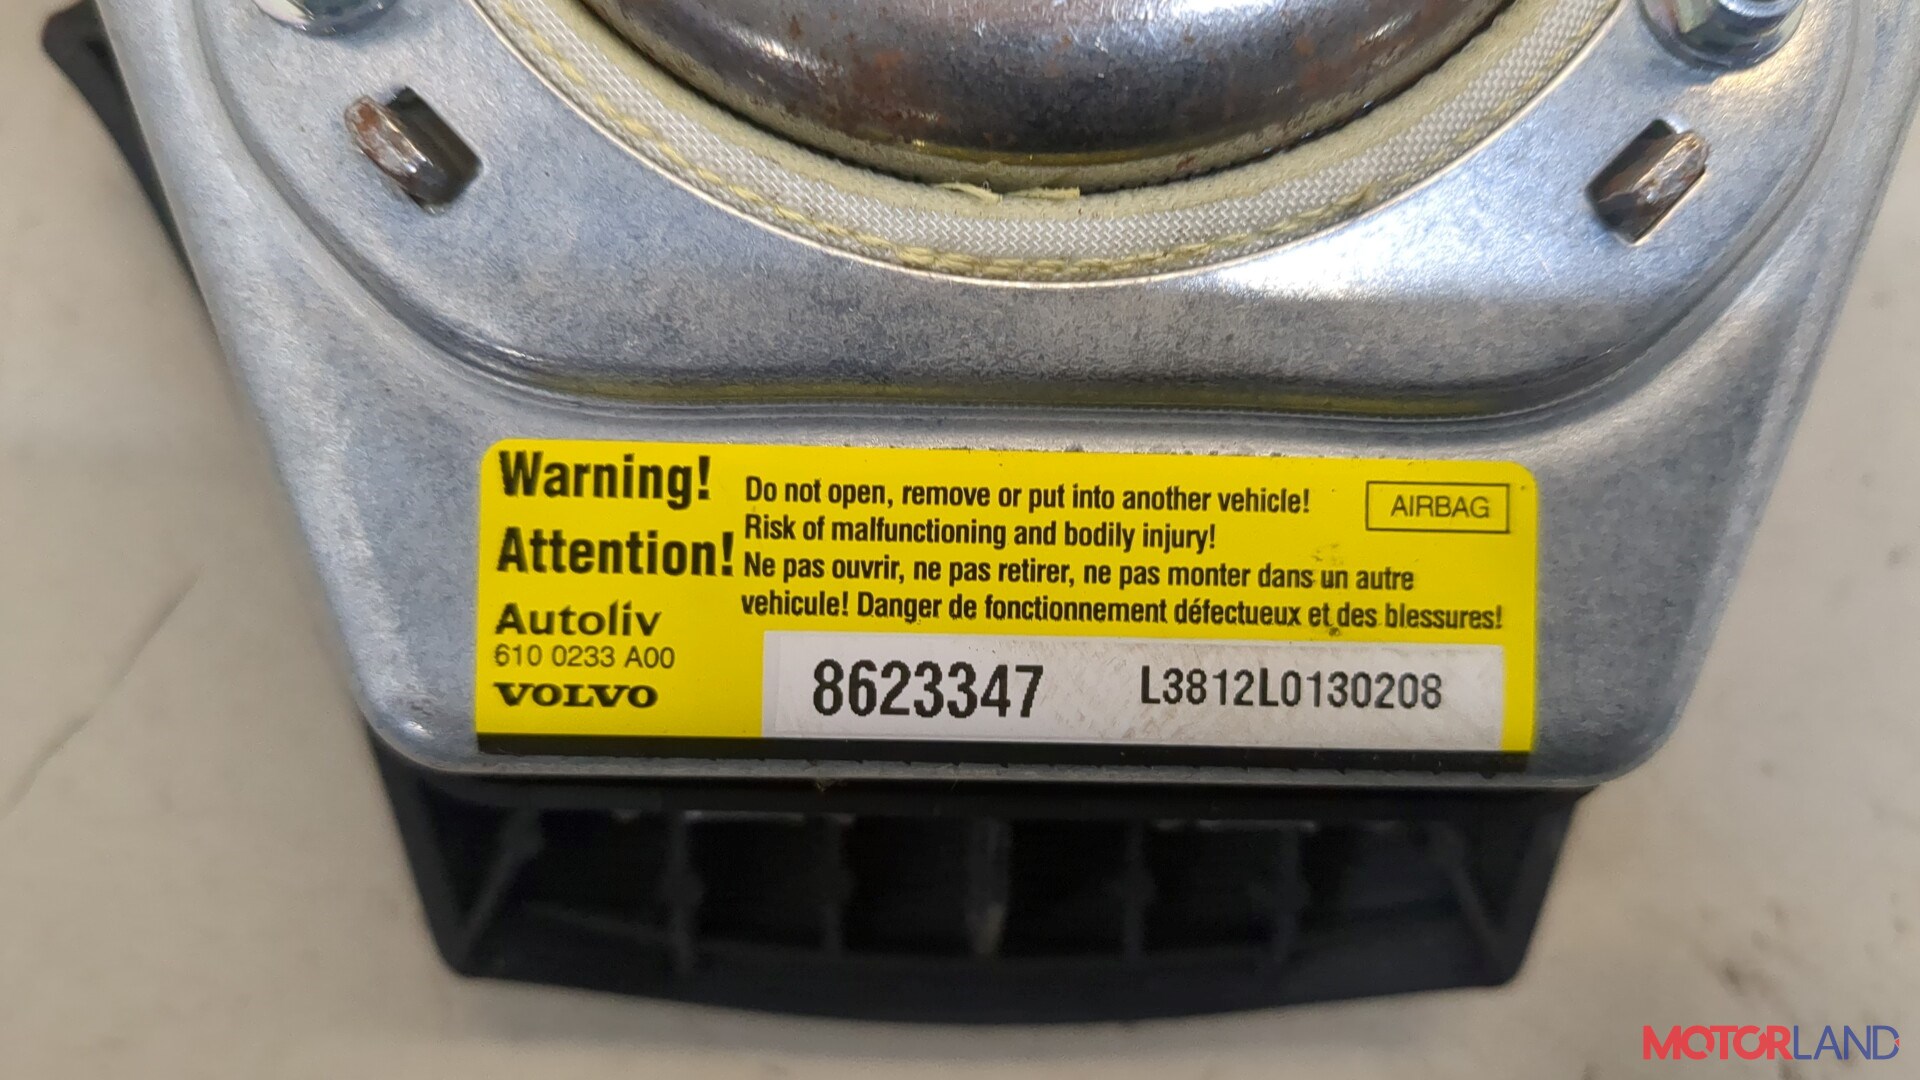 Warning!
Attention!
Do not open, remove or put into another vehicle!
Risk of malfunctioning and bodily injury!
Ne pas ouvrir, ne pas retirer, ne pas monter dans un autre
vehicule! Danger de fonctionnement défectueux et des blessures!
AIRBAG
Autoliv
610 0233 A00
VOLVO
8623347
L3812L0130208
MOTORLAND